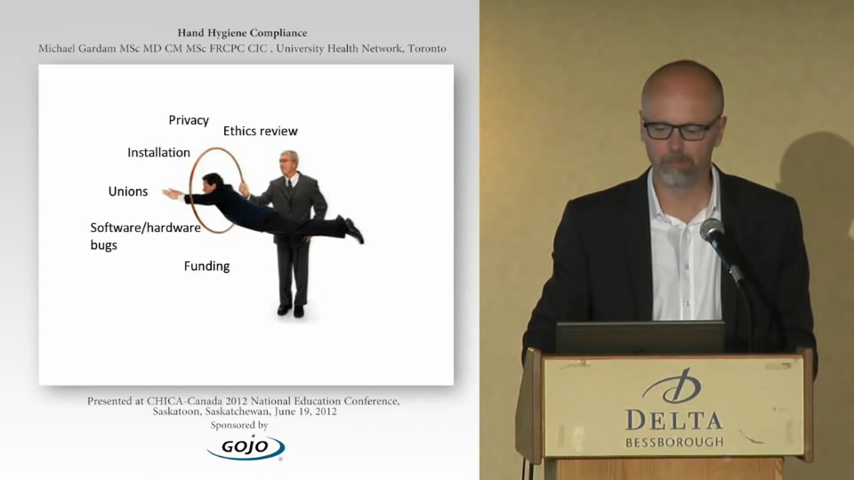 Hand Hygiene Compliance
Michael Gardam MSc MD CM MSc FRCPC CIC , University Health Network, Toronto
Privacy
Ethics review
Installation
Unions
Software/hardware
bugs
Funding
Presented at CHICA-Canada 2012 National Education Conference,
Saskatoon, Saskatchewan, June 19, 2012
Sponsored by
GOJO
DELTA
BESSBOROUGH